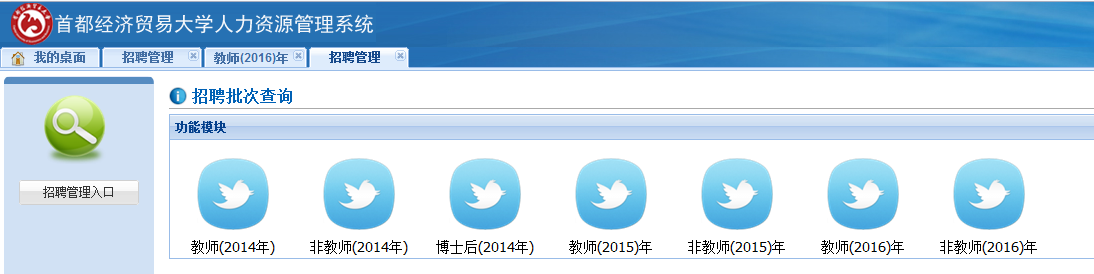 首都经济贸易大学人力资源管理系统
我的桌面 招聘管理 教师(2016)年 招聘管理
招聘批次查询
功能模块
招聘管理入口
教师(2014年) 非教师(2014年) 博士后(2014年) 教师(2015)年 非教师(2015)年 教师(2016)年 非教师(2016)年